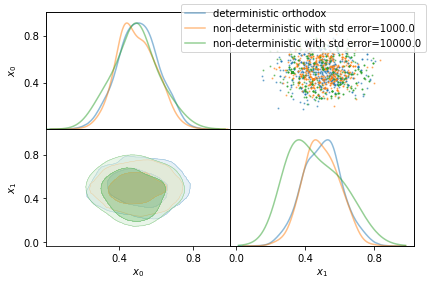 deterministic orthodox
non-deterministic with std error=1000.0
non-deterministic with std error=10000.0
0.8
x₀
0.4
0.8
x₁
0.4
0.0
0.4 0.8 0.0 0.4 0.8
x₀ x₁